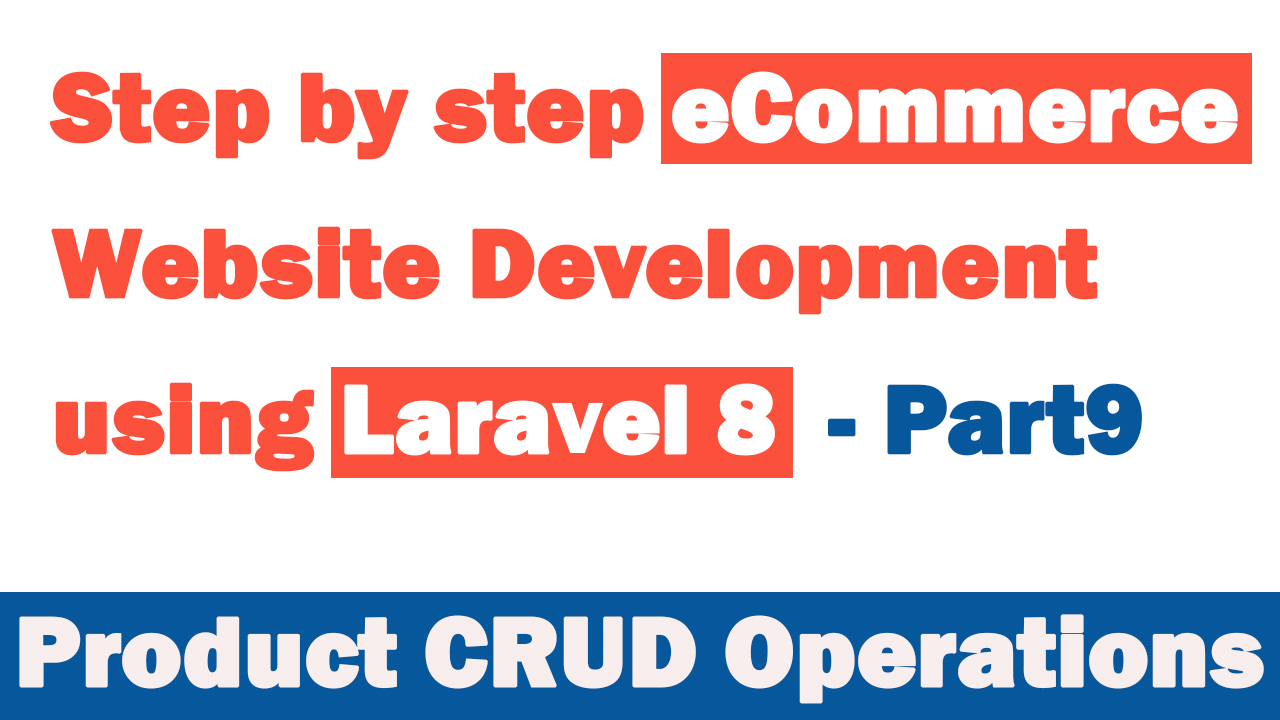 Step by step eCommerce
Website Development
using Laravel 8 - Part9
Product CRUD Operations